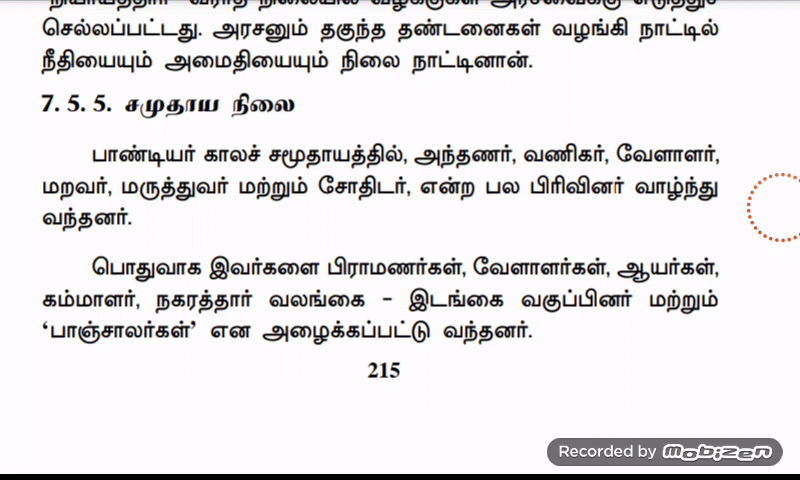 செல்லப்பட்டது. அரசனும் தகுந்த தண்டனைகள் வழங்கி நாட்டில்
நீதியையும் அமைதியையும் நிலை நாட்டினான்.
7. 5. 5. சமுதாய நிலை
பாண்டியர் காலச் சமூதாயத்தில், அந்தணர், வணிகர், வேளாளர்,
மறவர், மருத்துவர் மற்றும் சோதிடர், என்ற பல பிரிவினர் வாழ்ந்து
வந்தனர்.
பொதுவாக இவர்களை பிராமணர்கள், வேளாளர்கள், ஆயர்கள்,
கம்மாளர், நகரத்தார் வலங்கை - இடங்கை வகுப்பினர் மற்றும்
‘பாஞ்சாலர்கள்’ என அழைக்கப்பட்டு வந்தனர்.
215
Recorded by mobizen